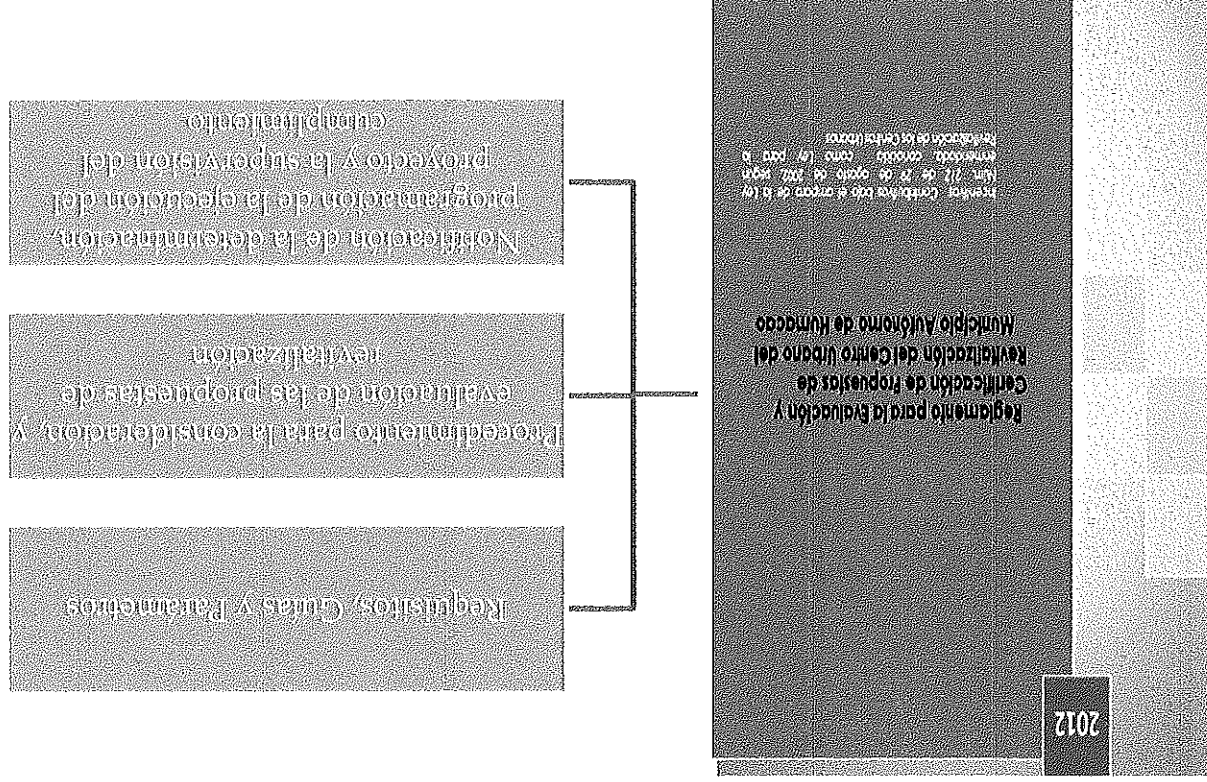 2012
Reglamento para la Evaluación y
Certificación de Propuestas de
Revitalización del Centro Urbano del
Municipio Autónomo de Humacao
Incentivos Contributivos bajo el amparo de la Ley
Núm. 212 de 29 de agosto de 2002, según
enmendada, conocida como Ley para la
Revitalización de los Centros Urbanos
Requisitos, Guías y Parámetros
Procedimiento para la consideración, y
evaluación de las propuestas de
revitalización
Notificación de la determinación,
programación de la ejecución del
proyecto y la supervisión del
cumplimiento